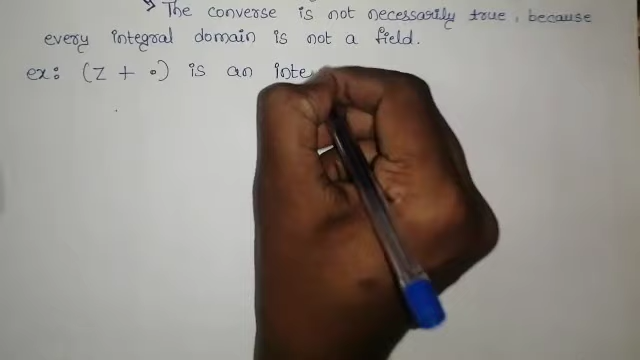 The converse is not necessarily true, because
every integral domain is not a field.
ex: (Z + •) is an inte